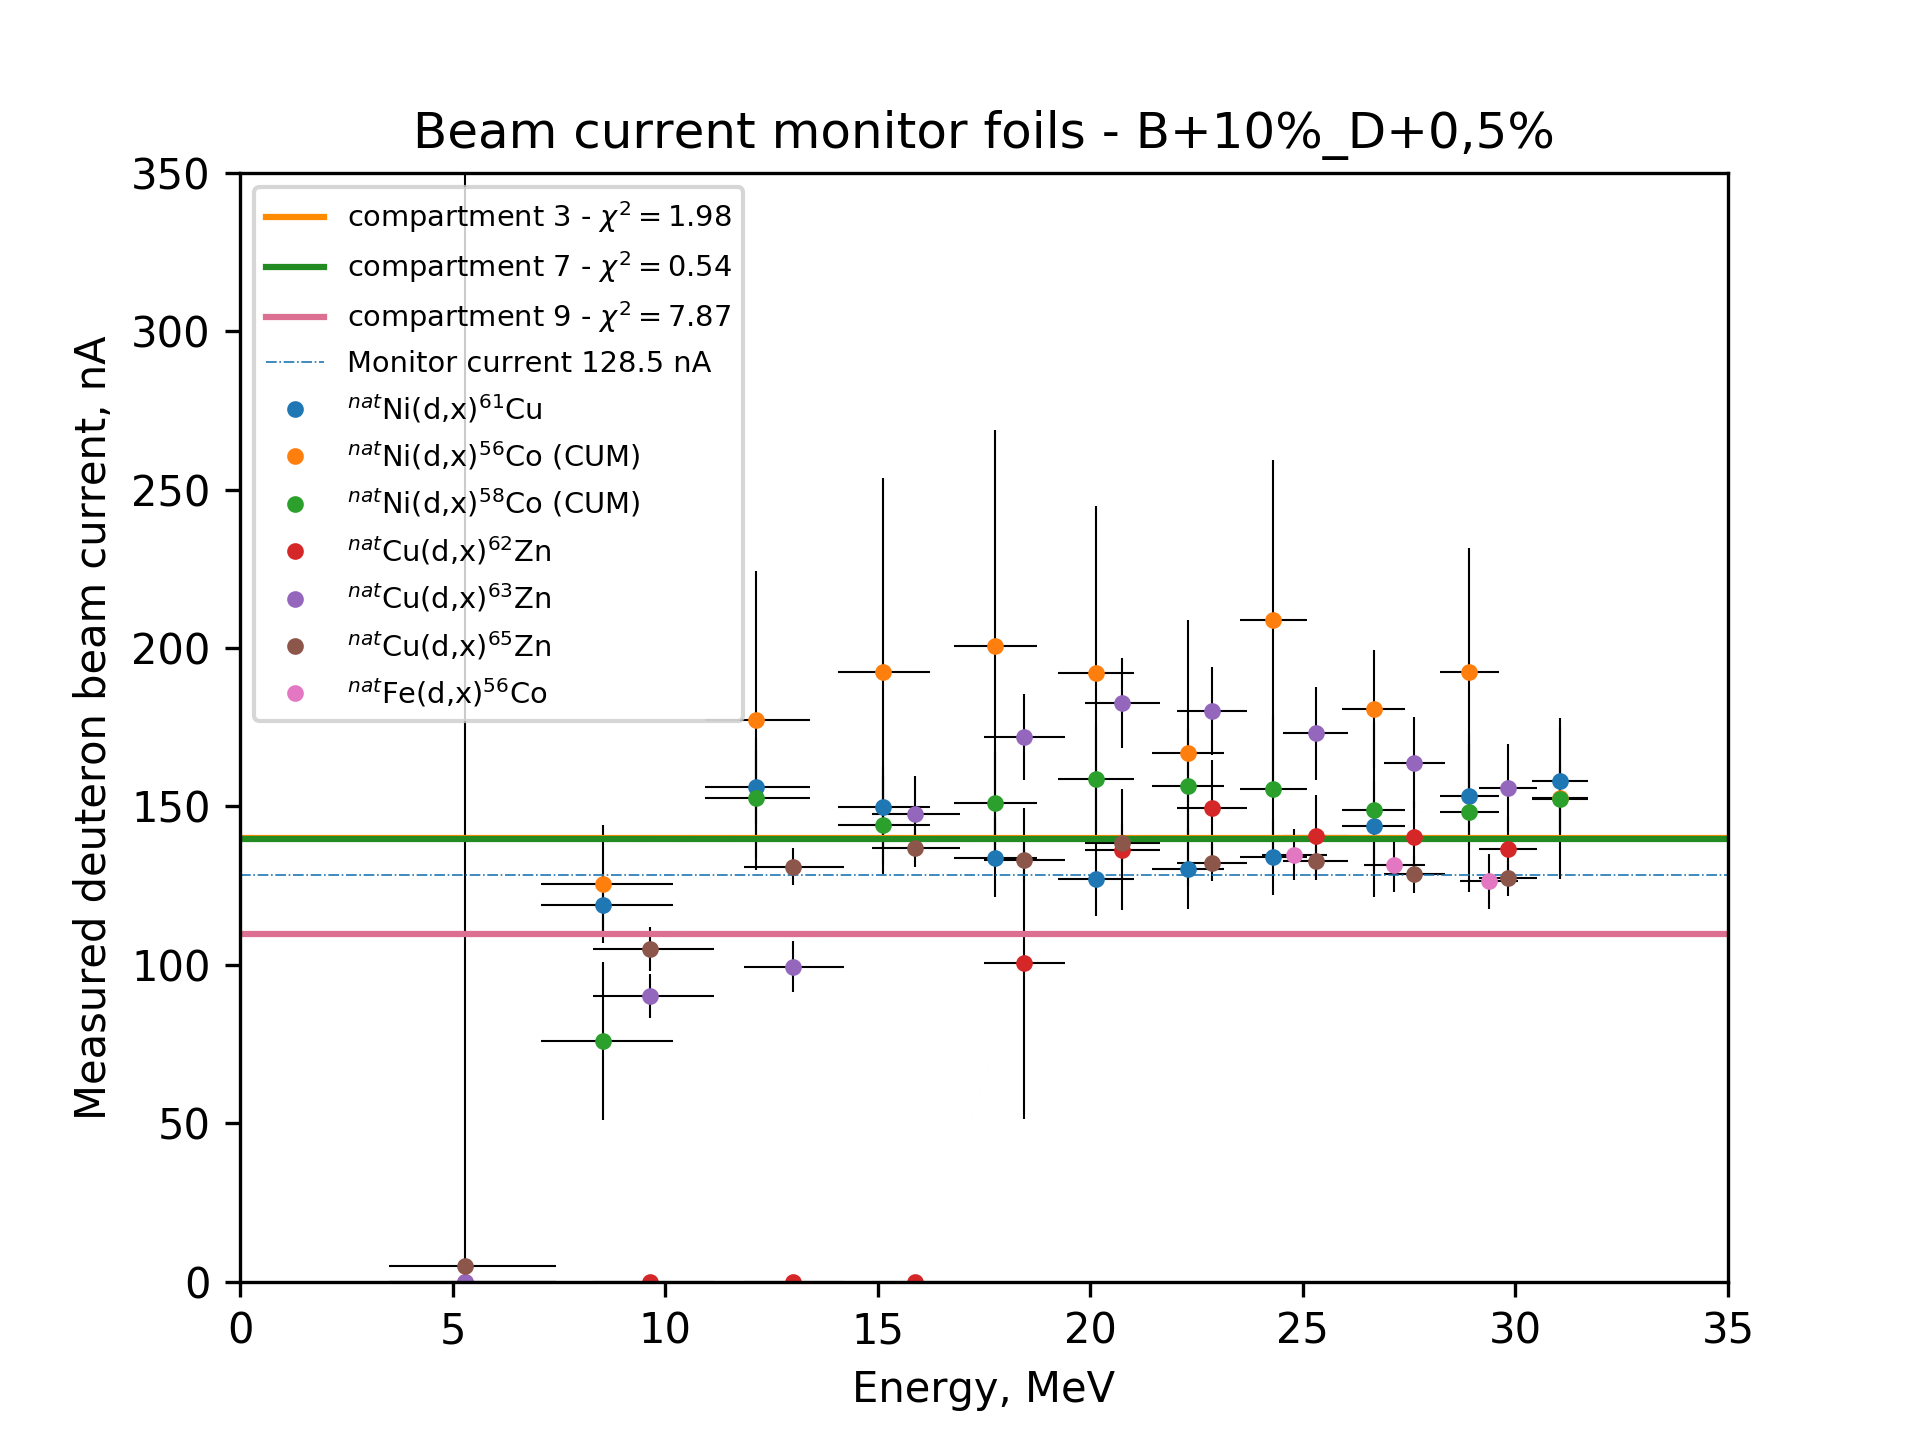 Beam current monitor foils - B+10%_D+0,5%
Measured deuteron beam current, nA
350
300
250
200
150
100
50
0
compartment 3 - χ² = 1.98
compartment 7 - χ² = 0.54
compartment 9 - χ² = 7.87
Monitor current 128.5 nA
ⁿᵃᵗNi(d,x)⁶¹Cu
ⁿᵃᵗNi(d,x)⁵⁶Co (CUM)
ⁿᵃᵗNi(d,x)⁵⁸Co (CUM)
ⁿᵃᵗCu(d,x)⁶²Zn
ⁿᵃᵗCu(d,x)⁶³Zn
ⁿᵃᵗCu(d,x)⁶⁵Zn
ⁿᵃᵗFe(d,x)⁵⁶Co
0 5 10 15 20 25 30 35
Energy, MeV